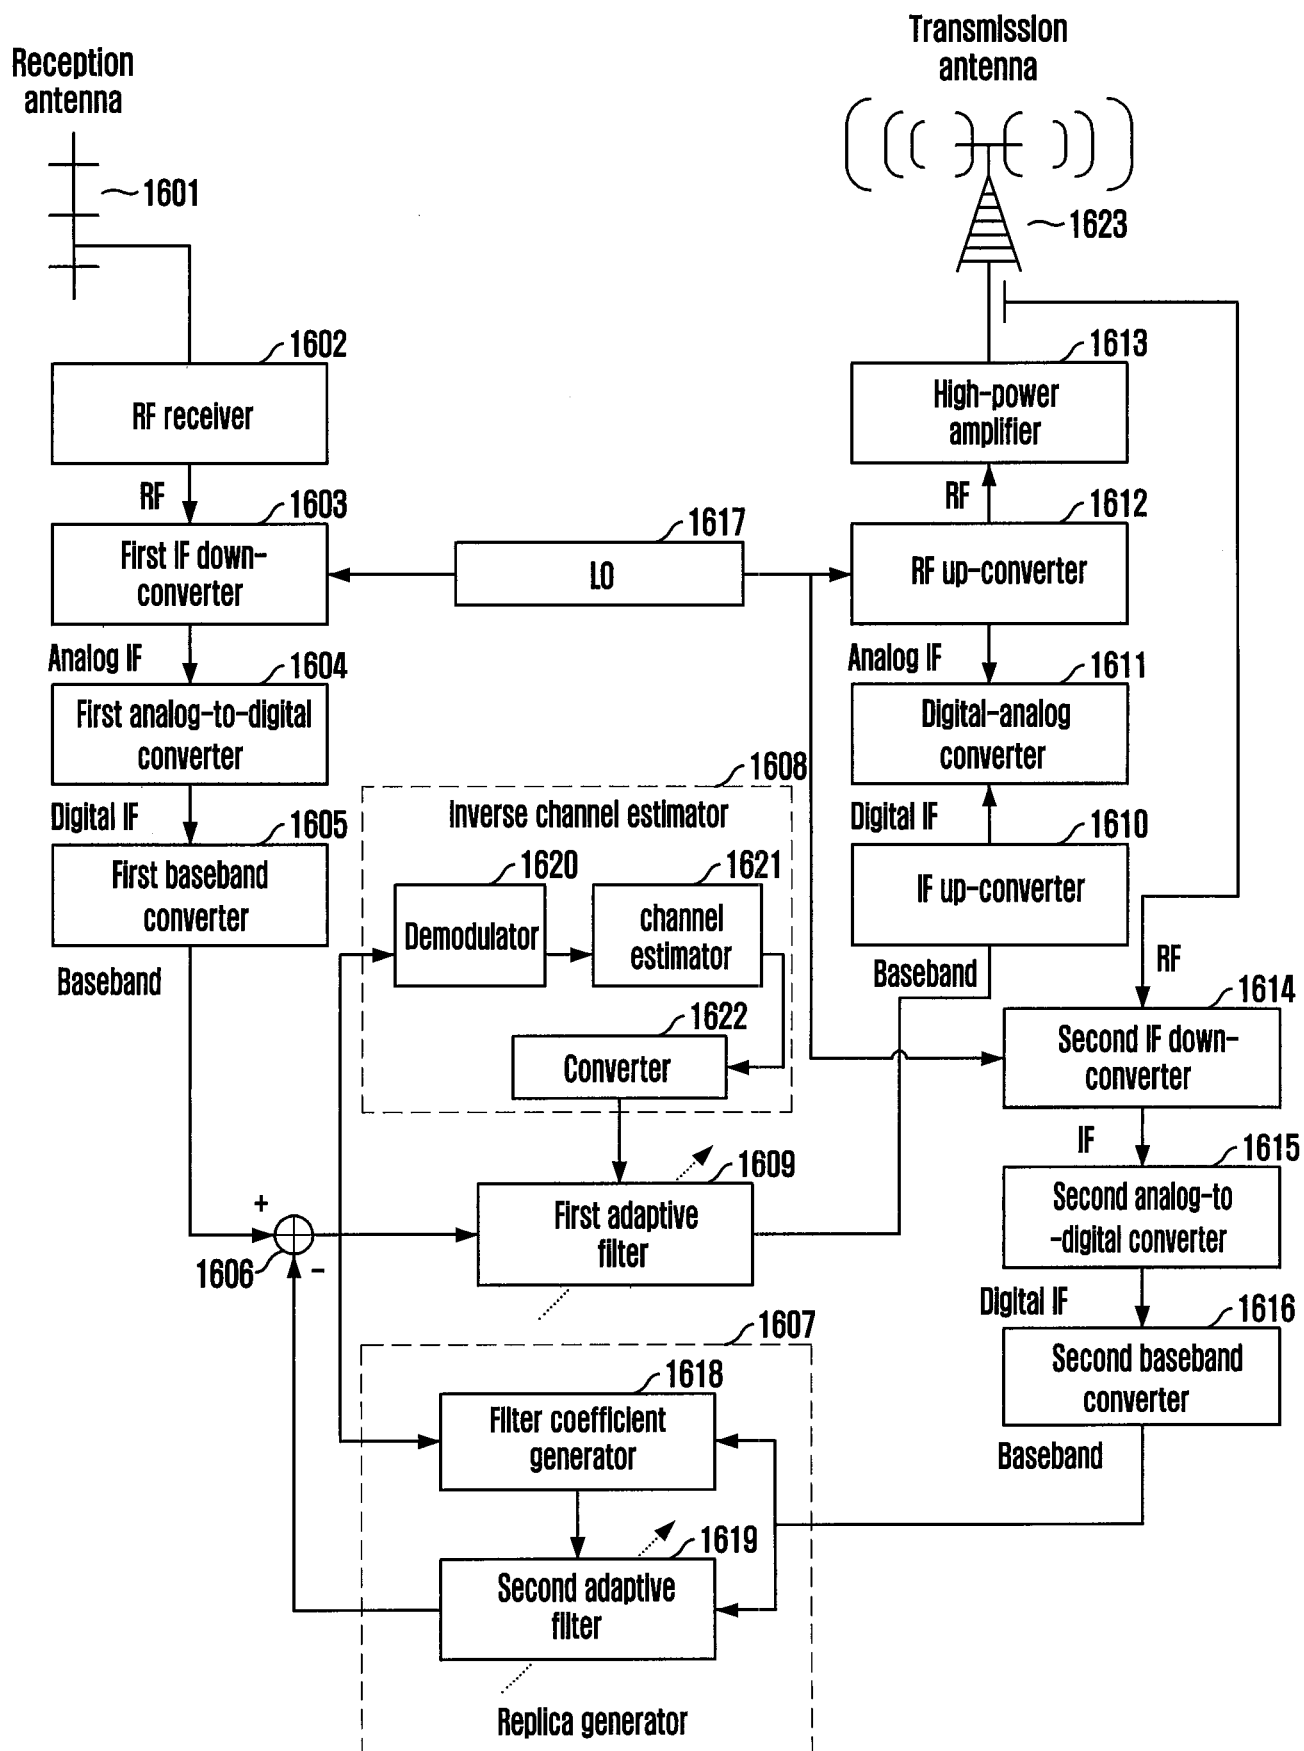 Transmission
antenna
Reception
antenna
1601
1623
1602
RF receiver
1613
High-power
amplifier
RF
1603
First IF down-
converter
1617
LO
RF
1612
RF up-converter
Analog IF
1604
First analog-to-digital
converter
Analog IF
1611
Digital-analog
converter
1608
Inverse channel estimator
Digital IF
1605
First baseband
converter
1620
Demodulator
1621
channel
estimator
Digital IF
1610
IF up-converter
Baseband
Baseband
RF
1622
Converter
1614
Second IF down-
converter
IF
1615
Second analog-to
-digital converter
1609
First adaptive
filter
+
1606
-
Digital IF
1616
Second baseband
converter
Baseband
1607
1618
Filter coefficient
generator
1619
Second adaptive
filter
Replica generator